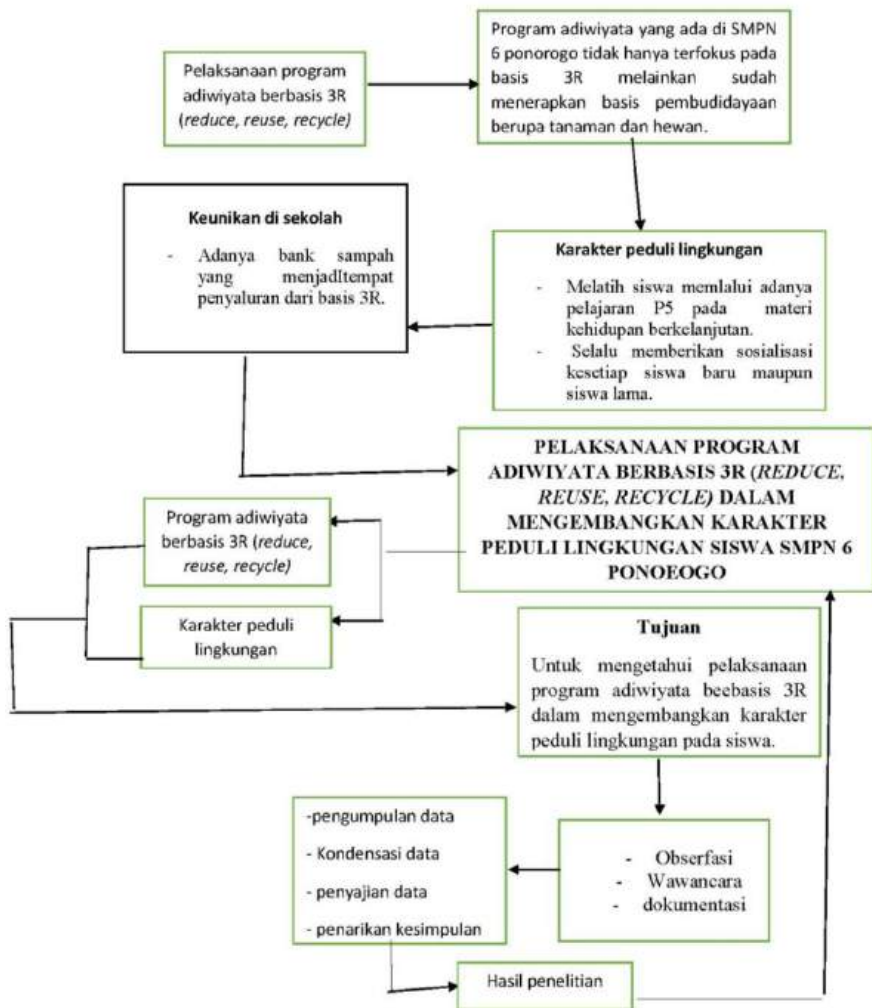 Pelaksanaan program
adiwiyata berbasis 3R
(reduce, reuse, recycle)
Program adiwiyata yang ada di SMPN
6 ponorogo tidak hanya terfokus pada
basis 3R melainkan sudah
menerapkan basis pembudidayaan
berupa tanaman dan hewan.
Karakter peduli lingkungan
- Melatih siswa memlalui adanya
pelajaran P5 pada materi
kehidupan berkelanjutan.
- Selalu memberikan sosialisasi
kesetiap siswa baru maupun
siswa lama.
Keunikan di sekolah
- Adanya bank sampah
yang menjadItempat
penyaluran dari basis 3R.
PELAKSANAAN PROGRAM
ADIWIYATA BERBASIS 3R (REDUCE,
REUSE, RECYCLE) DALAM
MENGEMBANGKAN KARAKTER
PEDULI LINGKUNGAN SISWA SMPN 6
PONOEOGO
Program adiwiyata
berbasis 3R (reduce,
reuse, recycle)
Karakter peduli
lingkungan
Tujuan
Untuk mengetahui pelaksanaan
program adiwiyata beebasis 3R
dalam mengembangkan karakter
peduli lingkungan pada siswa.
- Obserfasi
- Wawancara
- dokumentasi
-pengumpulan data
- Kondensasi data
- penyajian data
- penarikan kesimpulan
Hasil penelitian